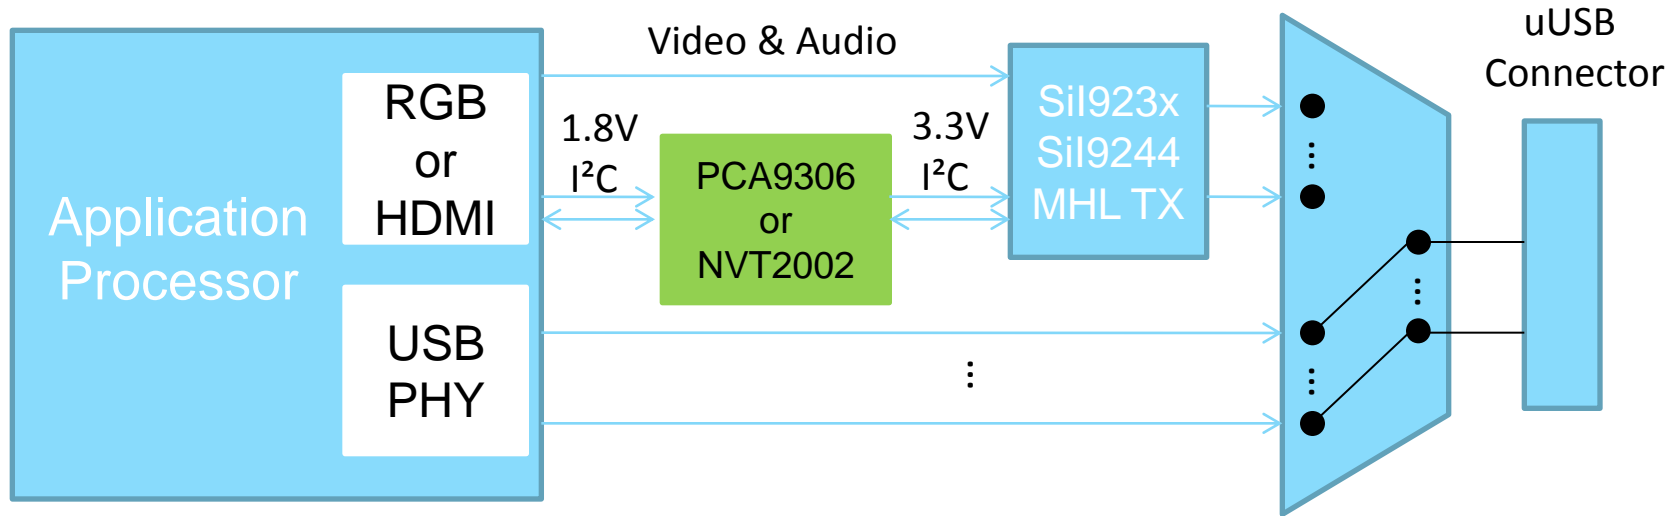 Application
Processor
RGB
or
HDMI
USB
PHY
Video & Audio
1.8V
I²C
PCA9306
or
NVT2002
3.3V
I²C
SiI923x
SiI9244
MHL TX
uUSB
Connector